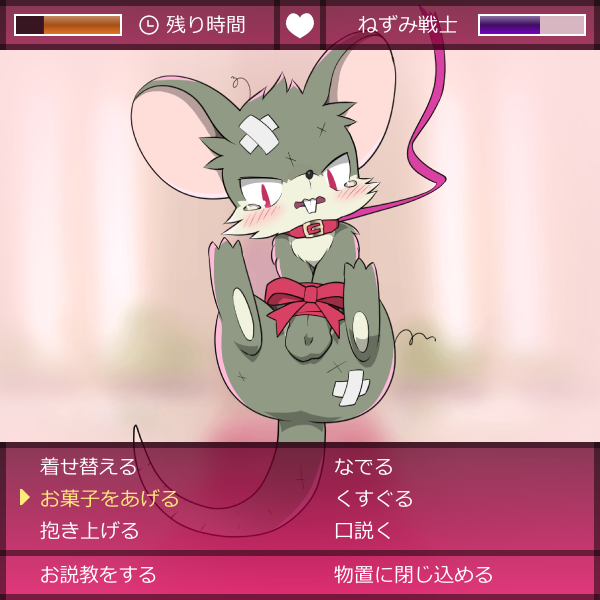 残り時間
ねずみ戦士
着せ替える
なでる
お菓子をあげる
くすぐる
抱き上げる
口説く
お説教をする
物置に閉じ込める